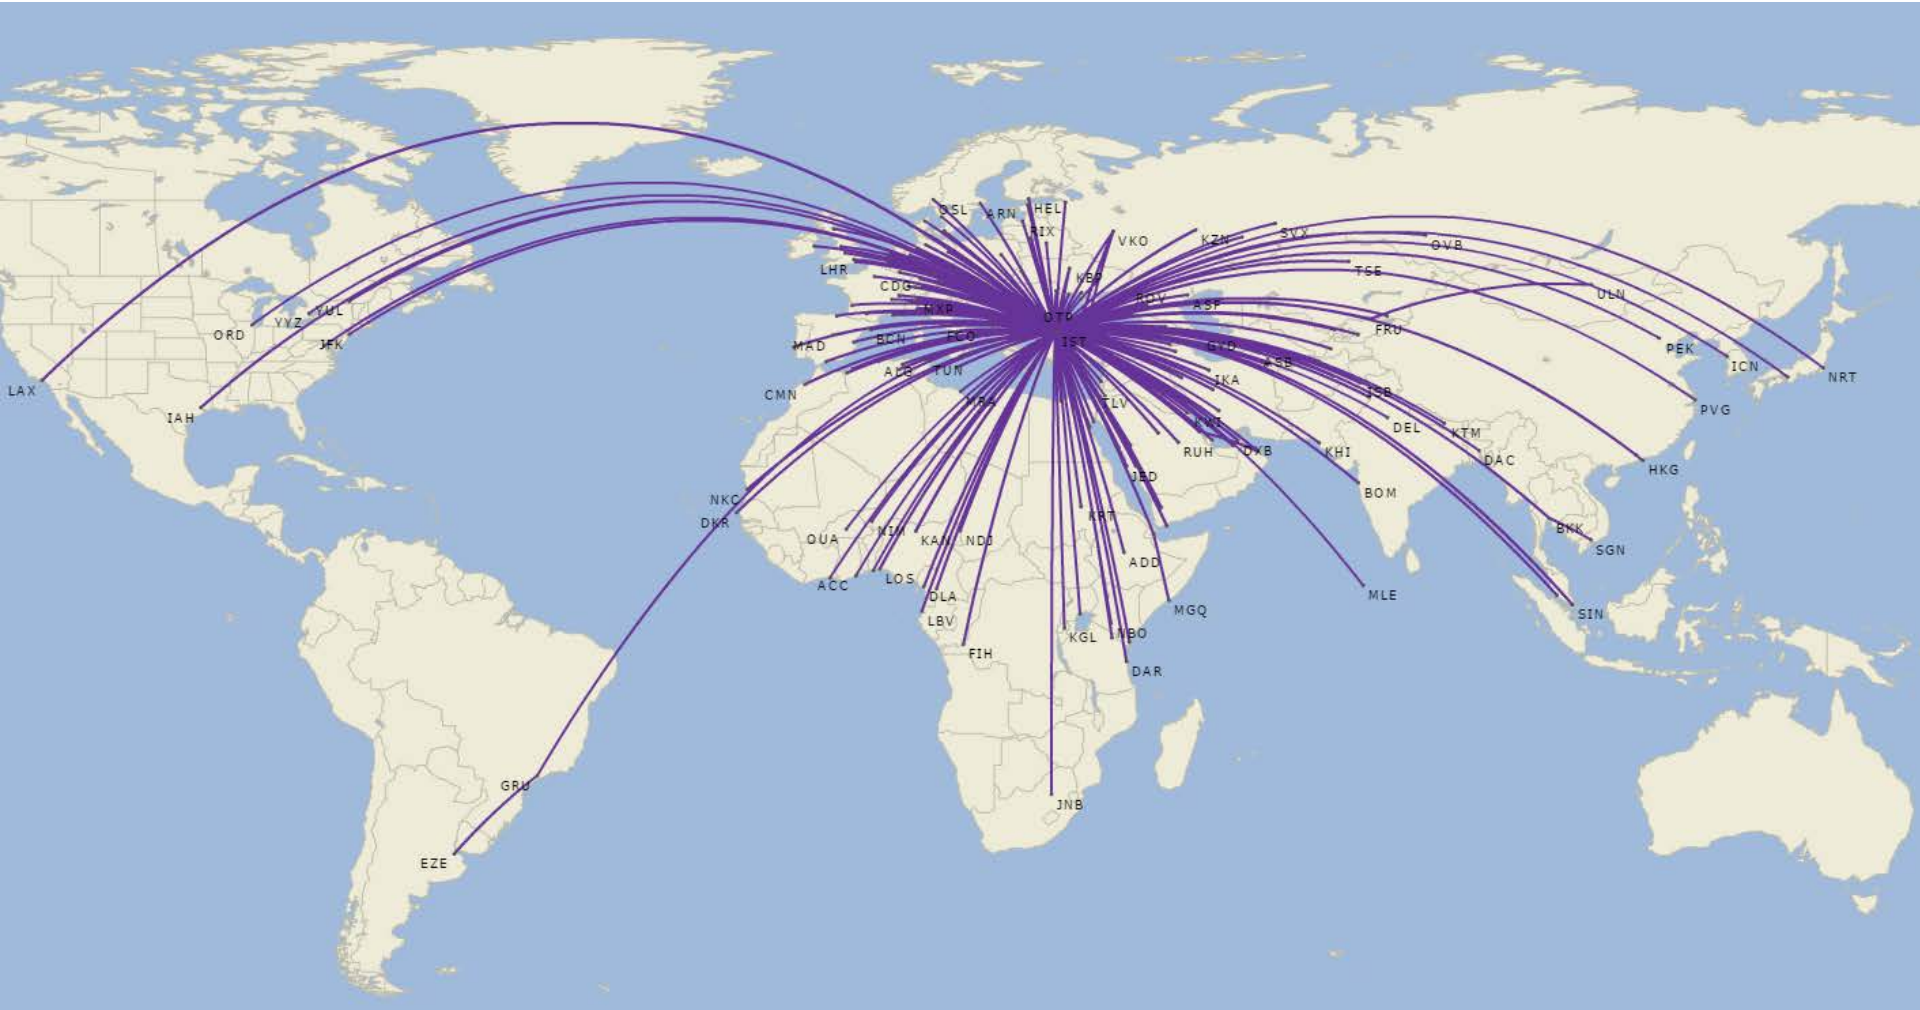 OSL
ARN
HEL
RIX
VKO
KZN
SVX
OVB
LHR
TSE
KBP
CDG
ULN
ROV
ASF
MXP
OTP
YUL
YYZ
ORD
JFK
FRU
BCN
FCO
IST
MAD
GYD
PEK
ASB
ICN
ALG
TUN
IKA
NRT
LAX
CMN
ISB
MRA
TLV
PVG
IAH
KWI
DEL
KTM
RUH
DXB
KHI
DAC
HKG
JED
NKC
BOM
KRT
DKR
NIM
BKK
OUA
KAN
NDJ
SGN
ADD
ACC
LOS
DLA
MLE
MGQ
SIN
LBV
KGL
NBO
FIH
DAR
GRU
JNB
EZE